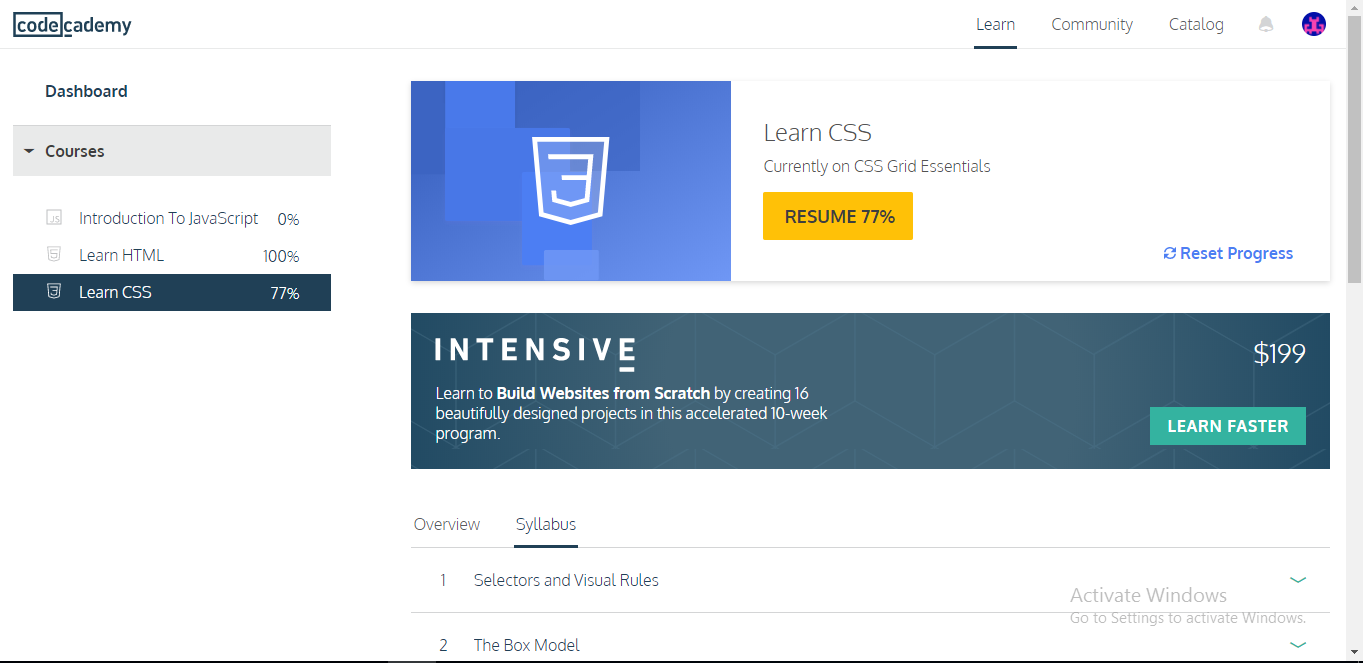 codecademy
Learn
Community
Catalog
Dashboard
Courses
Introduction To JavaScript 0%
Learn HTML 100%
Learn CSS 77%
Learn CSS
Currently on CSS Grid Essentials
RESUME 77%
Reset Progress
INTENSIVE
$199
Learn to Build Websites from Scratch by creating 16
beautifully designed projects in this accelerated 10-week
program.
LEARN FASTER
Overview
Syllabus
1 Selectors and Visual Rules
2 The Box Model
Activate Windows
Go to Settings to activate Windows.